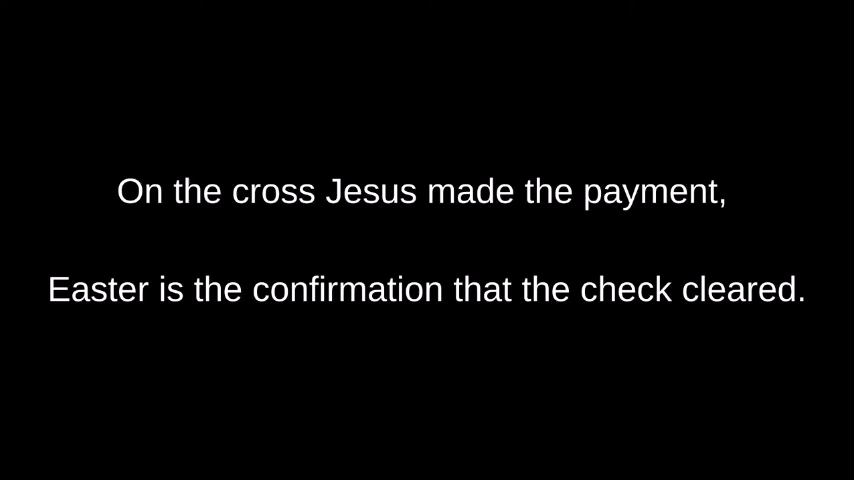 On the cross Jesus made the payment,
Easter is the confirmation that the check cleared.